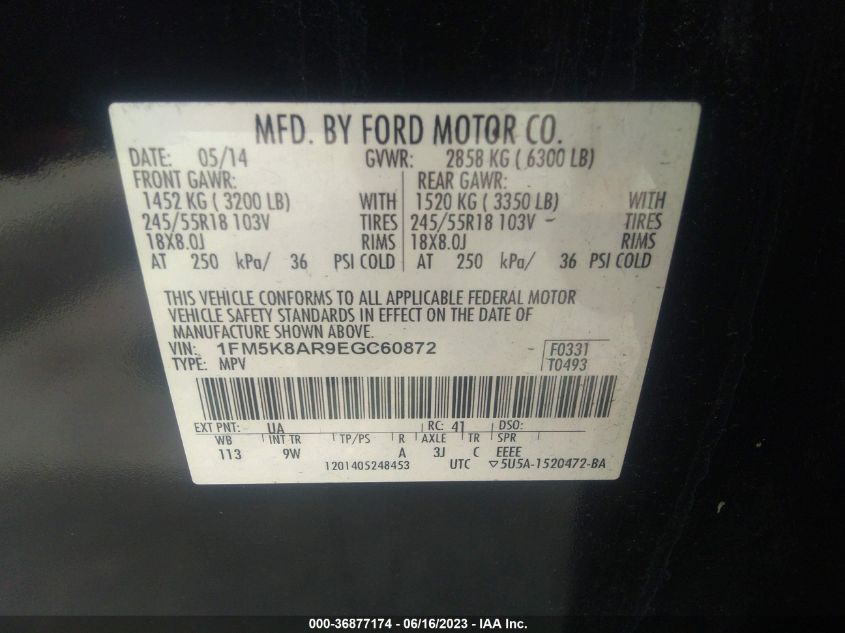 MFD. BY FORD MOTOR CO.
DATE: 05/14 GVWR: 2858 KG ( 6300 LB)
FRONT GAWR: REAR GAWR:
1452 KG ( 3200 LB) WITH 1520 KG ( 3350 LB) WITH
245/55R18 103V TIRES 245/55R18 103V TIRES
18X8.0J RIMS 18X8.0J RIMS
AT 250 kPa/ 36 PSI COLD AT 250 kPa/ 36 PSI COLD
THIS VEHICLE CONFORMS TO ALL APPLICABLE FEDERAL MOTOR
VEHICLE SAFETY STANDARDS IN EFFECT ON THE DATE OF
MANUFACTURE SHOWN ABOVE.
VIN: 1FM5K8AR9EGC60872 F0331
TYPE: MPV T0493
EXT PNT: UA RC: 41 DSO:
WB INT TR TP/PS R AXLE TR SPR
113 9W A 3J C EEEE
1201405248453 UTC ▽5U5A-1520472-BA
000-36877174 - 06/16/2023 - IAA Inc.